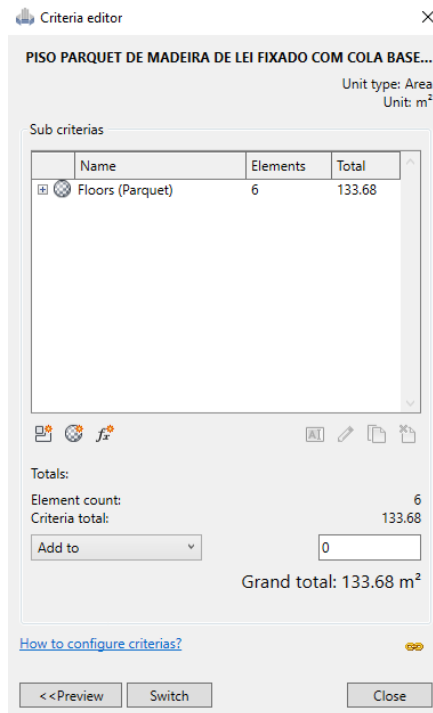 Criteria editor
PISO PARQUET DE MADEIRA DE LEI FIXADO COM COLA BASE...
Unit type: Area
Unit: m²
Sub criterias
Name Elements Total
Floors (Parquet) 6 133.68
Totals:
Element count: 6
Criteria total: 133.68
Add to 0
Grand total: 133.68 m²
How to configure criterias?
<<Preview Switch Close